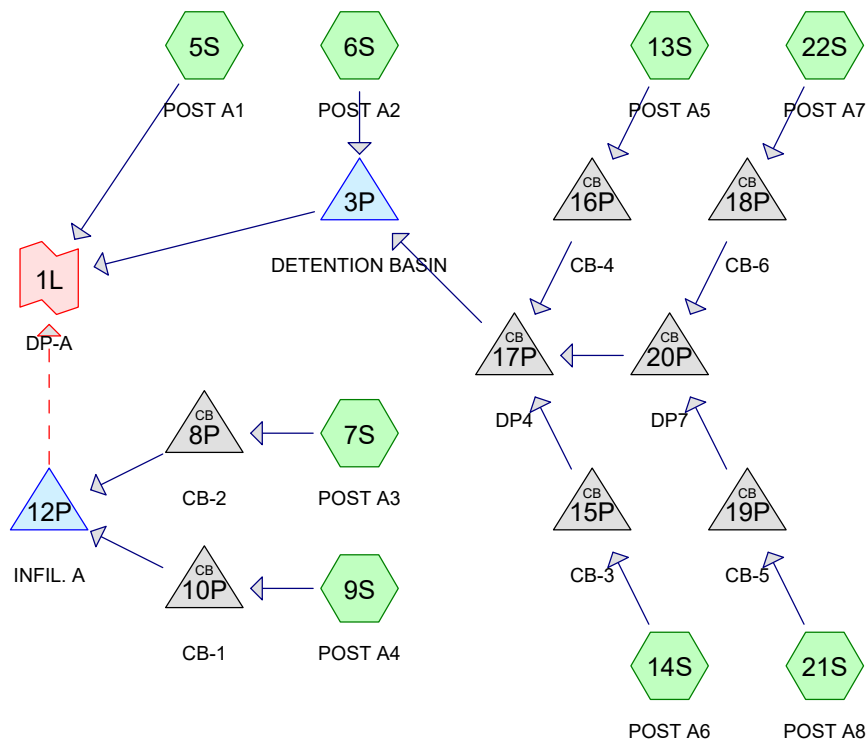 5S
6S
13S
22S
POST A1
POST A2
POST A5
POST A7
3P
CB
16P
CB
18P
DETENTION BASIN
CB-4
CB-6
1L
DP-A
CB
17P
CB
20P
DP4
DP7
CB
8P
7S
CB-2
POST A3
12P
CB
15P
CB
19P
INFIL. A
CB-3
CB-5
CB
10P
9S
CB-1
POST A4
14S
21S
POST A6
POST A8